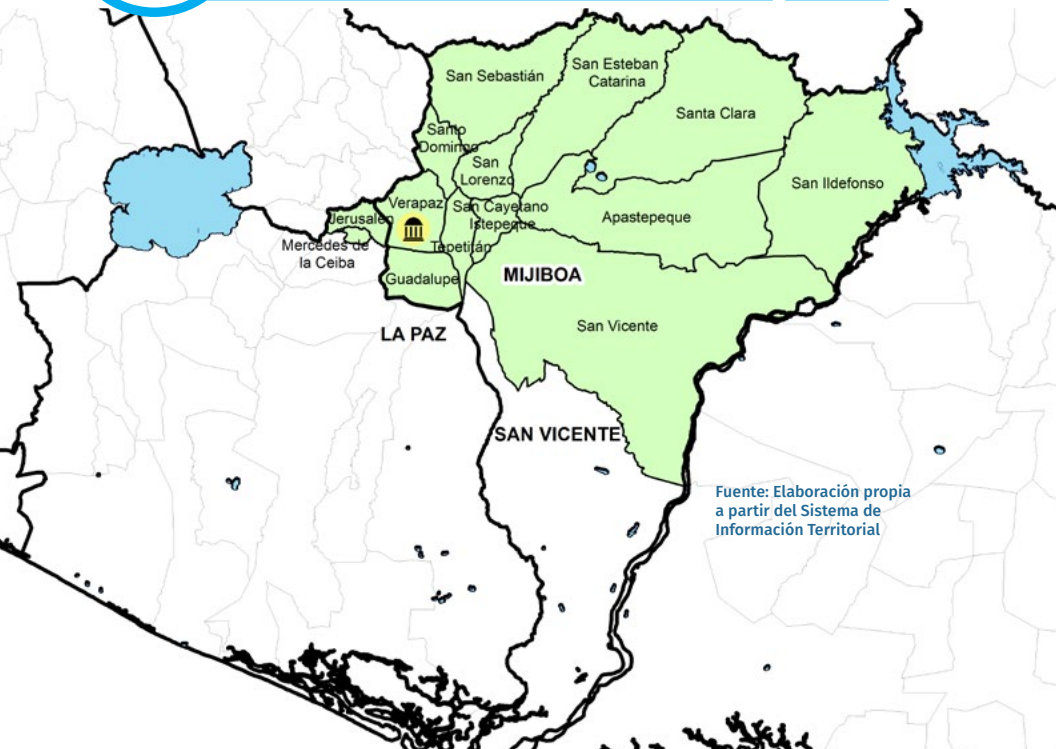 San Sebastián
San Esteban
Catarina
Santa Clara
Santo
Domingo
San
Lorenzo
San Ildefonso
Verapaz
San Cayetano
Istepeque
Apastepeque
Jerusalén
Mercedes de
la Ceiba
Tepetitán
Guadalupe
MIJIBOA
San Vicente
LA PAZ
SAN VICENTE
Fuente: Elaboración propia
a partir del Sistema de
Información Territorial